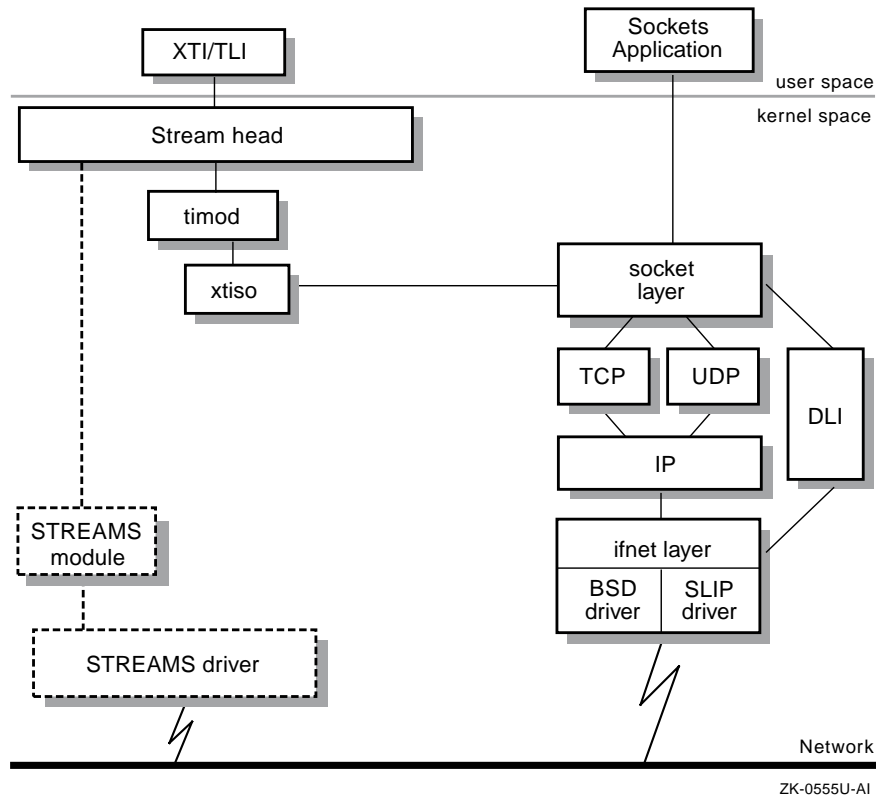 XTI/TLI
Sockets
Application
user space
kernel space
Stream head
timod
xtiso
socket
layer
TCP
UDP
DLI
IP
STREAMS
module
ifnet layer
BSD
driver
SLIP
driver
STREAMS driver
Network
ZK-0555U-AI